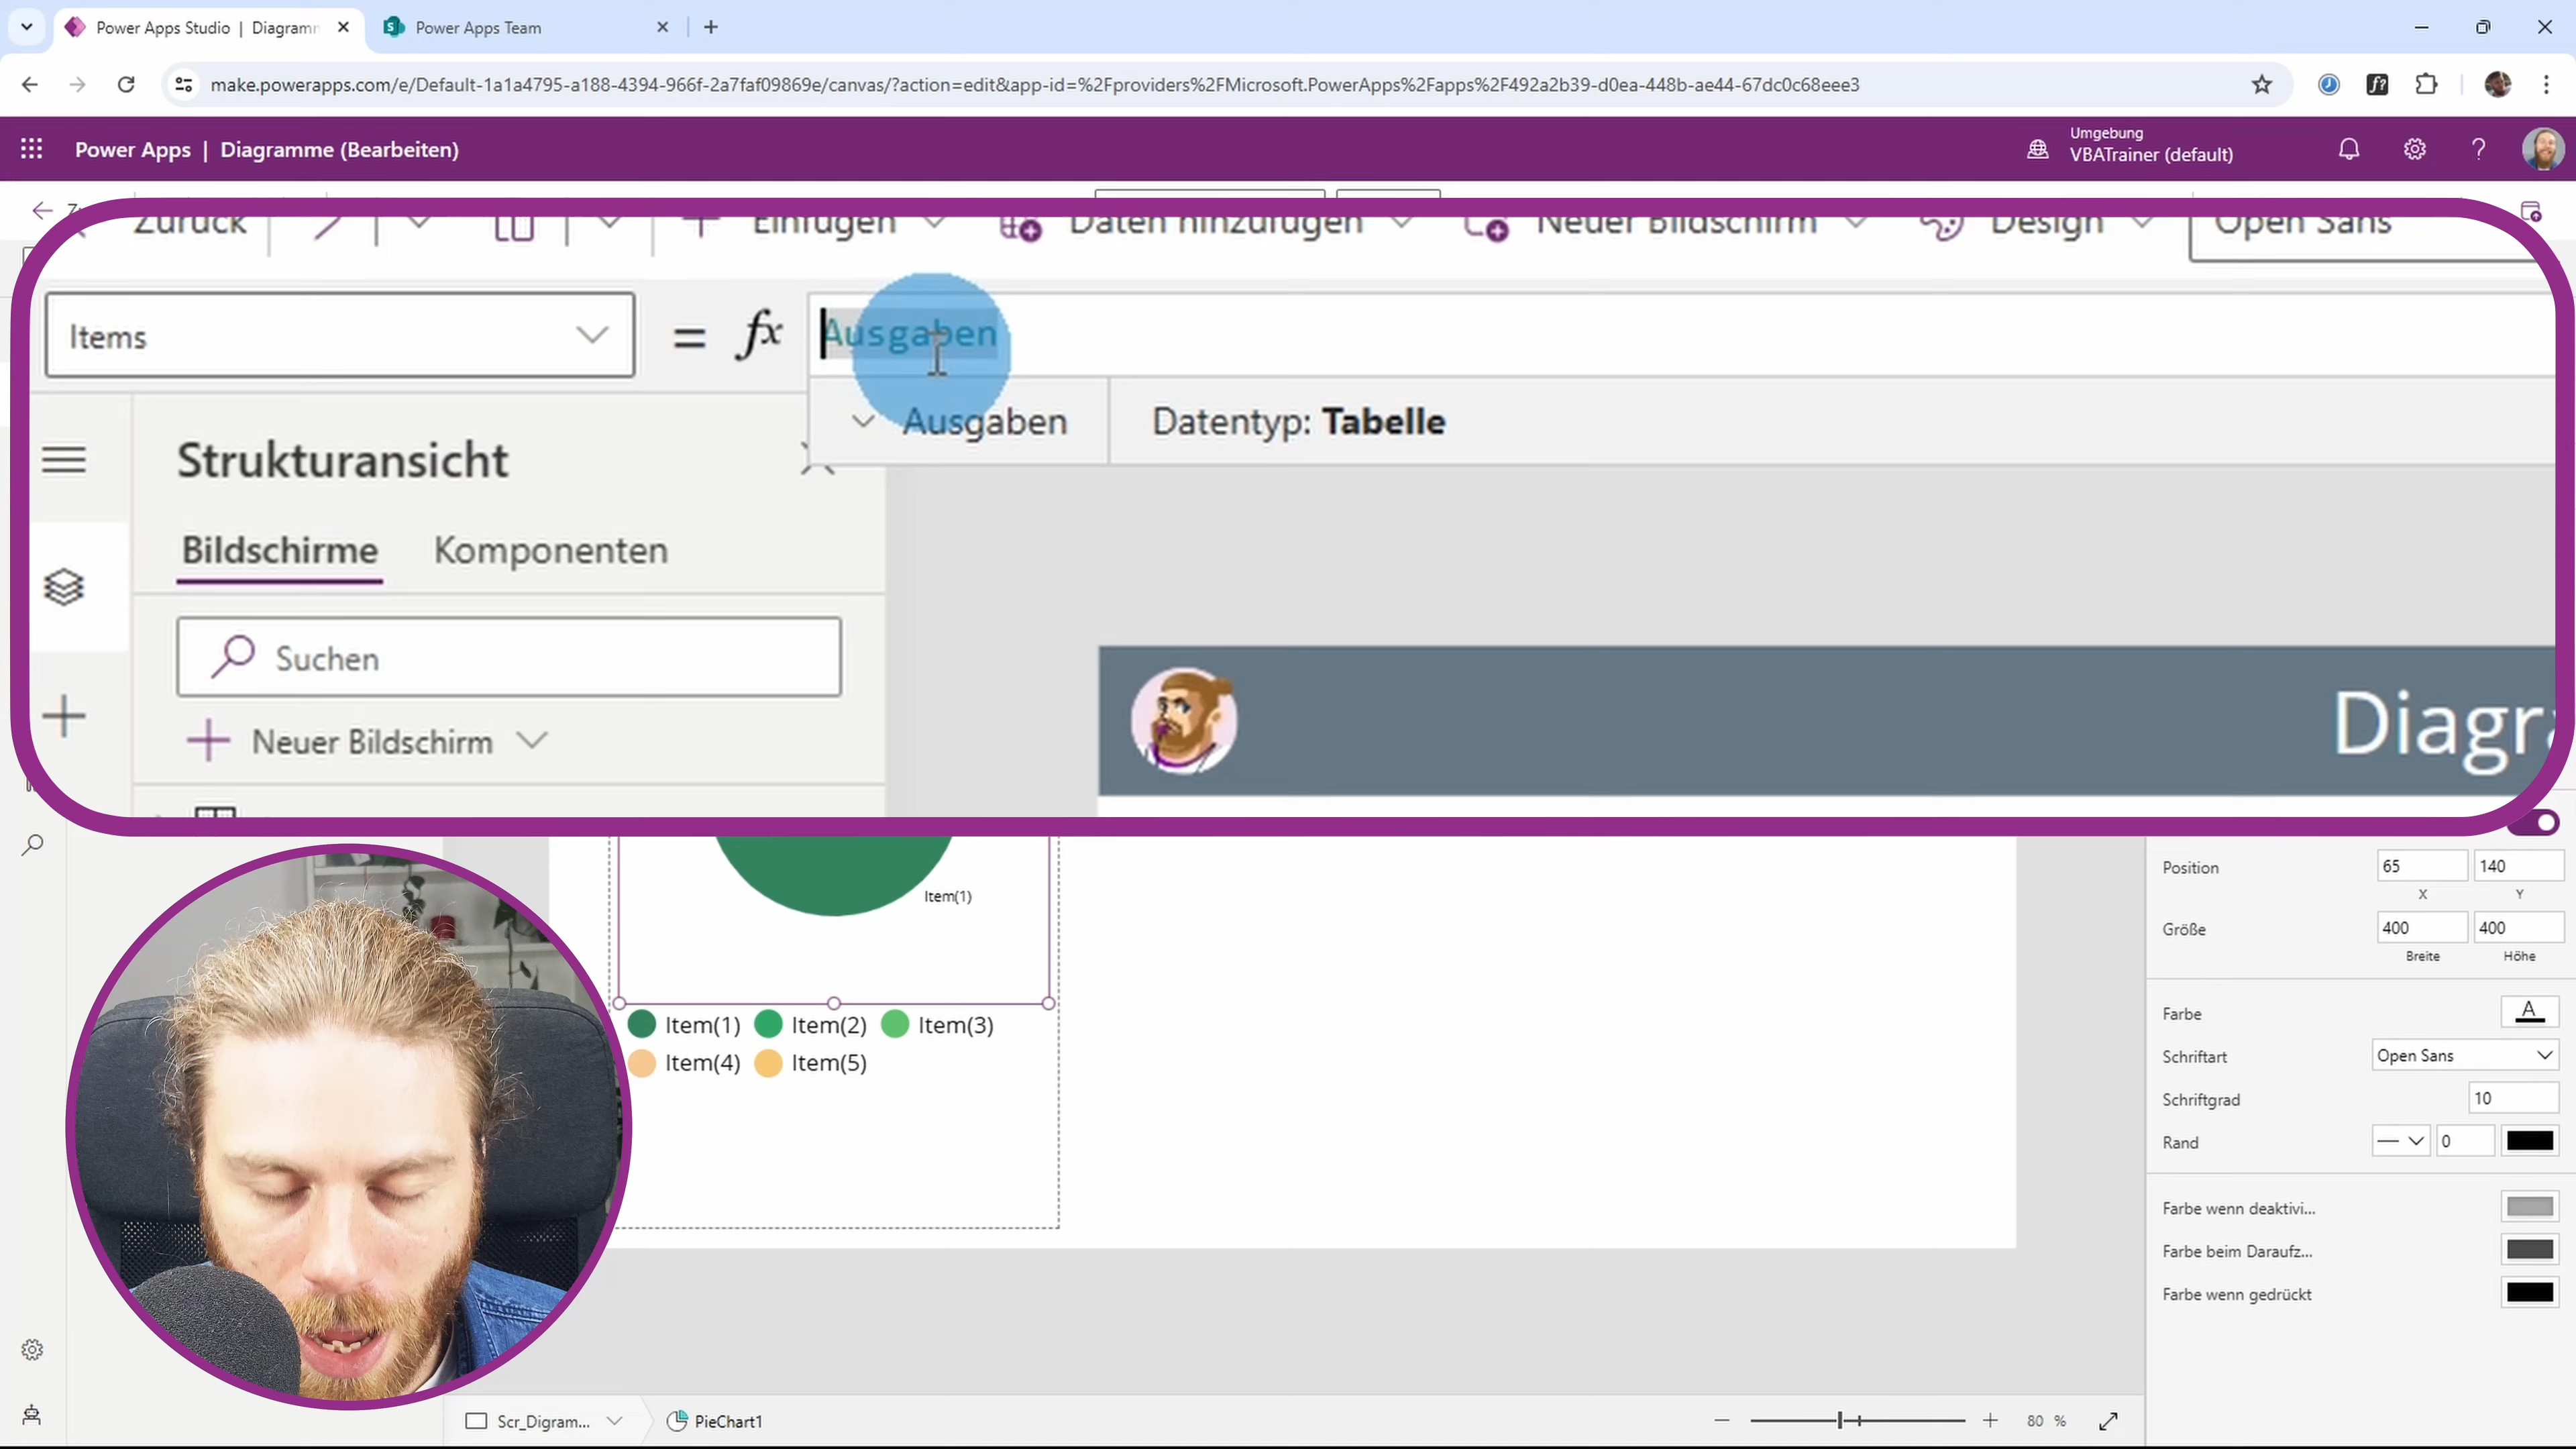 Power Apps Studio | Diagramm
Power Apps Team
make.powerapps.com/e/Default-1a1a4795-a188-4394-966f-2a7faf09869e/canvas/?action=edit&app-id=%2Fproviders%2FMicrosoft.PowerApps%2Fapps%2F492a2b39-d0ea-448b-ae44-67dc0c68eee3
Power Apps | Diagramme (Bearbeiten)
Umgebung
VBATrainer (default)
Zurück
Einfügen
Daten hinzufügen
Neuer Bildschirm
Design
Open Sans
Items
= fx
Ausgaben
Ausgaben
Datentyp: Tabelle
Strukturansicht
Bildschirme
Komponenten
Suchen
Neuer Bildschirm
Diagra
Item(1)
Item(1) Item(2) Item(3)
Item(4) Item(5)
Position
65
140
X
Y
Größe
400
400
Breite
Höhe
Farbe
A
Schriftart
Open Sans
Schriftgrad
10
Rand
0
Farbe wenn deaktivi...
Farbe beim Daraufz...
Farbe wenn gedrückt
Scr_Digram...
PieChart1
80 %